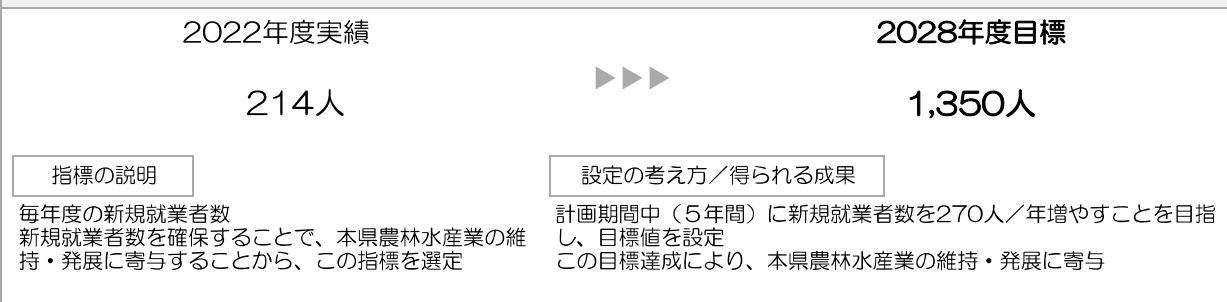 2022年度実績
2028年度目標
214人
▶▶▶
1,350人
指標の説明
設定の考え方／得られる成果
毎年度の新規就業者数
新規就業者数を確保することで、本県農林水産業の維
持・発展に寄与することから、この指標を選定
計画期間中（５年間）に新規就業者数を270人／年増やすことを目指
し、目標値を設定
この目標達成により、本県農林水産業の維持・発展に寄与